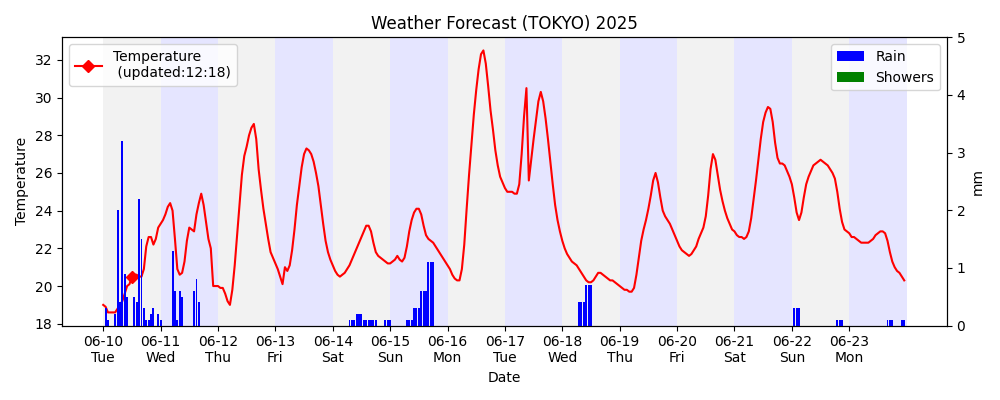 Weather Forecast (TOKYO) 2025
Temperature
(updated:12:18)
Rain
Showers
Temperature
32
30
28
26
24
22
20
18
5
4
3
2
1
0
mm
06-10 06-11 06-12 06-13 06-14 06-15 06-16 06-17 06-18 06-19 06-20 06-21 06-22 06-23
Tue Wed Thu Fri Sat Sun Mon Tue Wed Thu Fri Sat Sun Mon
Date